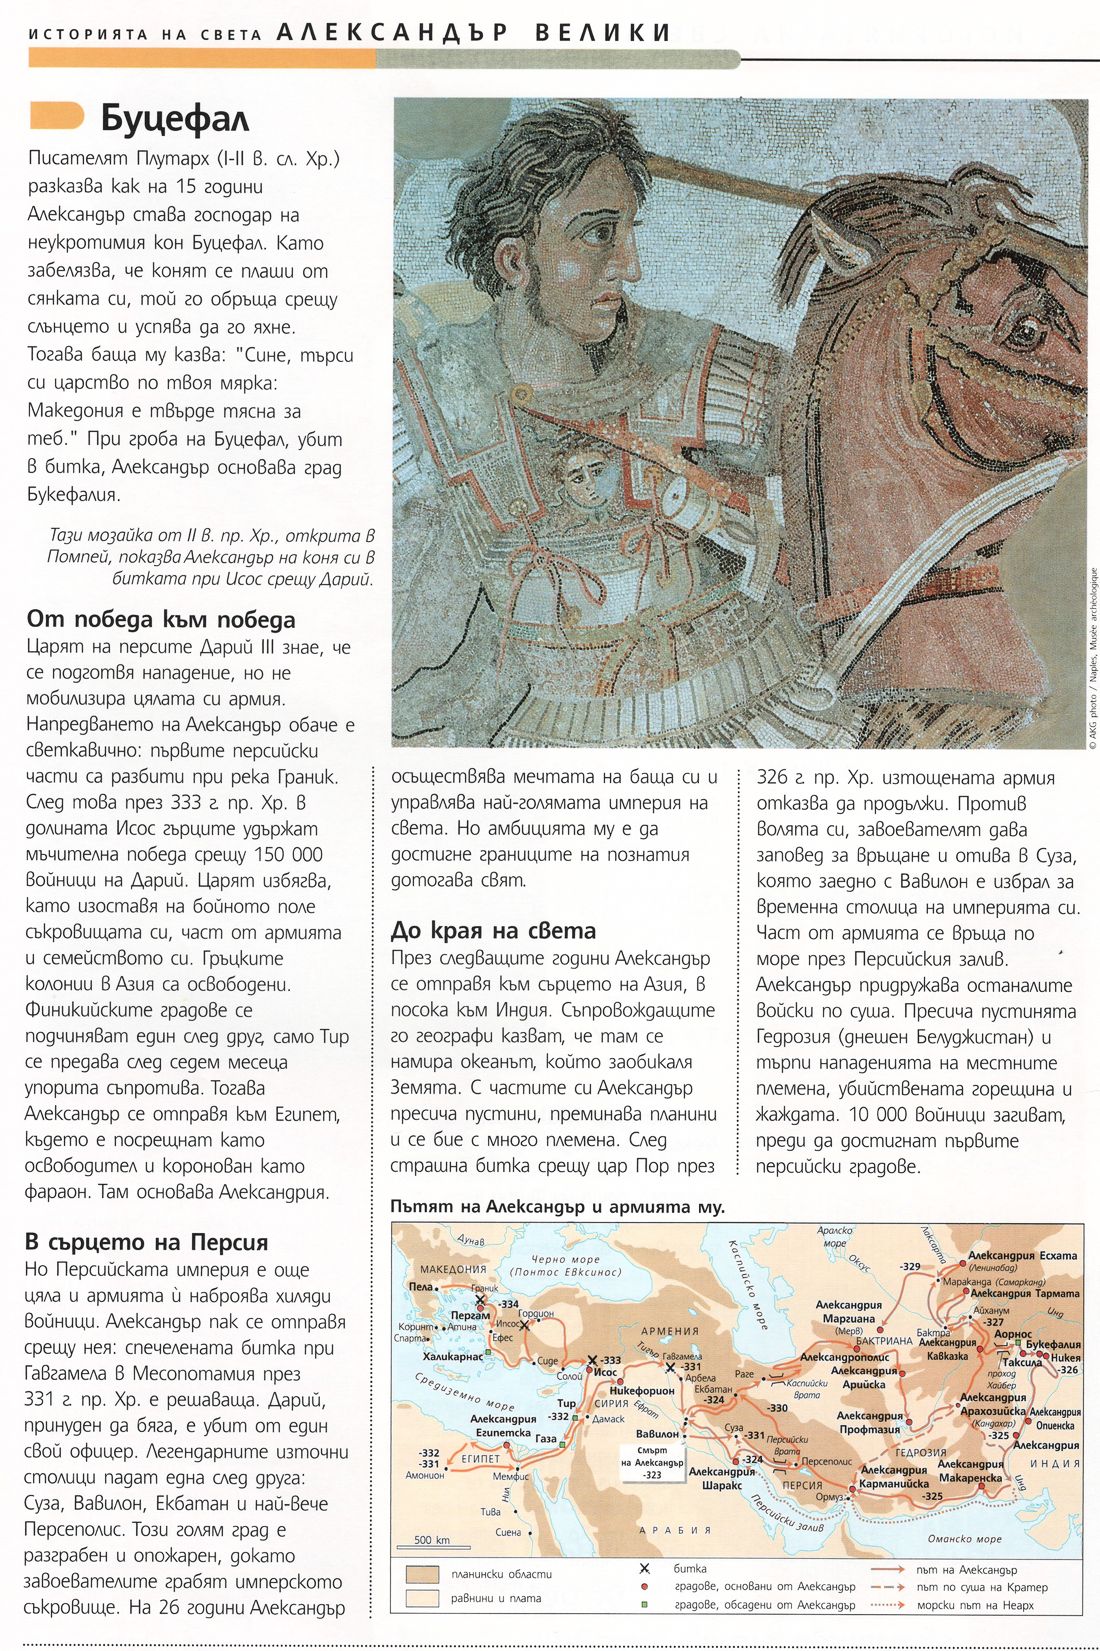 ИСТОРИЯТА НА СВЕТА АЛЕКСАНДЪР ВЕЛИКИ
Буцефал
Писателят Плутарх (I-II в. сл. Хр.)
разказва как на 15 години
Александър става господар на
неукротимия кон Буцефал. Като
забелязва, че конят се плаши от
сянката си, той го обръща срещу
слънцето и успява да го яхне.
Тогава баща му казва: "Сине, търси
си царство по твоя мярка:
Македония е твърде тясна за
теб." При гроба на Буцефал, убит
в битка, Александър основава град
Букефалия.
Тази мозайка от II в. пр. Хр., открита в
Помпей, показва Александър на коня си в
битката при Исос срещу Дарий.
© AKG photo / Naples, Musée archéologique
От победа към победа
Царят на персите Дарий III знае, че
се подготвя нападение, но не
мобилизира цялата си армия.
Напредването на Александър обаче е
светкавично: първите персийски
части са разбити при река Граник.
След това през 333 г. пр. Хр. в
долината Исос гърците удържат
мъчителна победа срещу 150 000
войници на Дарий. Царят избягва,
като изоставя на бойното поле
съкровищата си, част от армията
и семейството си. Гръцките
колонии в Азия са освободени.
Финикийските градове се
подчиняват един след друг, само Тир
се предава след седем месеца
упорита съпротива. Тогава
Александър се отправя към Египет,
където е посрещнат като
освободител и коронован като
фараон. Там основава Александрия.
В сърцето на Персия
Но Персийската империя е още
цяла и армията ѝ наброява хиляди
войници. Александър пак се отправя
срещу нея: спечелената битка при
Гавгамела в Месопотамия през
331 г. пр. Хр. е решаваща. Дарий,
принуден да бяга, е убит от един
свой офицер. Легендарните източни
столици падат една след друга:
Суза, Вавилон, Екбатан и най-вече
Персеполис. Този голям град е
разграбен и опожарен, докато
завоевателите грабят имперското
съкровище. На 26 години Александър
осъществява мечтата на баща си и
управлява най-голямата империя на
света. Но амбицията му е да
достигне границите на познатия
дотогава свят.
До края на света
През следващите години Александър
се отправя към сърцето на Азия, в
посока към Индия. Съпровождащите
го географи казват, че там се
намира океанът, който заобикаля
Земята. С частите си Александър
пресича пустини, преминава планини
и се бие с много племена. След
страшна битка срещу цар Пор през
326 г. пр. Хр. изтощената армия
отказва да продължи. Против
волята си, завоевателят дава
заповед за връщане и отива в Суза,
която заедно с Вавилон е избрал за
временна столица на империята си.
Част от армията се връща по
море през Персийския залив.
Александър придружава останалите
войски по суша. Пресича пустинята
Гедрозия (днешен Белуджистан) и
търпи нападенията на местните
племена, убийствената горещина и
жаждата. 10 000 войници загиват,
преди да достигнат първите
персийски градове.
Пътят на Александър и армията му.
Дунав
Черно море
(Понтос Евксинос)
Каспийско море
Аралско
море
Оксус
Лаксарта
МАКЕДОНИЯ
Пела
Граник
-334
Пергам
Гордион
Ипсос
Коринт
Атина
Спарта
Ефес
Халикарнас
Сиде
Солой
-333
Исос
Никефорион
АРМЕНИЯ
Тигър
Гавгамела
-331
Арбела
Екбатан
-324
Раге
Каспийски
врата
-330
Средиземно море
Тир
-332
СИРИЯ
Дамаск
Ефрат
Александрия
Египетска
Газа
-332
-331
Амонион
ЕГИПЕТ
Мемфис
Нил
Тива
Сиена
Вавилон
Смърт
на Александър
-323
Суза
-331
-324
Александрия
Шаракс
Персийски
врата
Персеполис
ПЕРСИЯ
Ормуз
Персийски залив
АРАБИЯ
Оманско море
-329
Александрия Есхата
(Ленинабад)
Мараканда (Самарканд)
Александрия Тармата
Александрия
Маргиана
(Мерв)
БАКТРИАНА
Бактра
Айханум
-327
Инд
Александрия
Кавказка
Аорнос
Букефалия
Таксила
Никея
-326
проход
Хайбер
Александрополис
Александрия
Арийска
Александрия
Профтазия
Александрия
Арахозийска
(Кандахар)
Александрия
Опиенска
-325
Александрия
ИНДИЯ
ГЕДРОЗИЯ
Александрия
Карманийска
Александрия
Макаренска
-325
Инд
500 km
планински области
равнини и плата
битка
градове, основани от Александър
градове, обсадени от Александър
път на Александър
път по суша на Кратер
морски път на Неарх